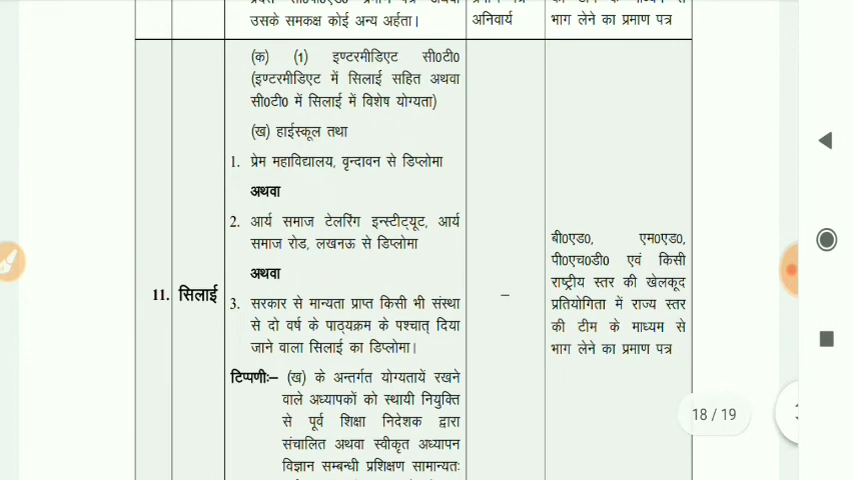 उसके समकक्ष कोई अन्य अर्हता।
अनिवार्य
भाग लेने का प्रमाण पत्र
(क) (1) इण्टरमीडिएट सी0टी0
(इण्टरमीडिएट में सिलाई सहित अथवा
सी0टी0 में सिलाई में विशेष योग्यता)
(ख) हाईस्कूल तथा
1. प्रेम महाविद्यालय, वृन्दावन से डिप्लोमा
अथवा
2. आर्य समाज टेलरिंग इन्स्टीट्यूट, आर्य
समाज रोड, लखनऊ से डिप्लोमा
अथवा
11. सिलाई
3. सरकार से मान्यता प्राप्त किसी भी संस्था
से दो वर्ष के पाठ्यक्रम के पश्चात् दिया
जाने वाला सिलाई का डिप्लोमा।
टिप्पणीः– (ख) के अन्तर्गत योग्यतायें रखने
वाले अध्यापकों को स्थायी नियुक्ति
से पूर्व शिक्षा निदेशक द्वारा
संचालित अथवा स्वीकृत अध्यापन
विज्ञान सम्बन्धी प्रशिक्षण सामान्यतः
–
बी0एड0, एम0एड0,
पी0एच0डी0 एवं किसी
राष्ट्रीय स्तर की खेलकूद
प्रतियोगिता में राज्य स्तर
की टीम के माध्यम से
भाग लेने का प्रमाण पत्र
18 / 19